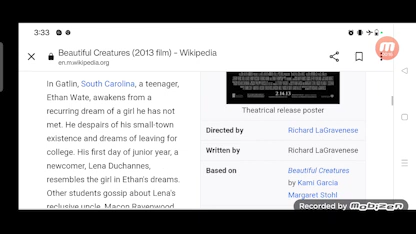 3:33
Beautiful Creatures (2013 film) - Wikipedia
en.m.wikipedia.org
In Gatlin, South Carolina, a teenager,
Ethan Wate, awakens from a
recurring dream of a girl he has not
met. He despairs of his small-town
existence and dreams of leaving for
college. His first day of junior year, a
newcomer, Lena Duchannes,
resembles the girl in Ethan's dreams.
Other students gossip about Lena's
reclusive uncle, Macon Ravenwood,
2.14.13
Theatrical release poster
Directed by Richard LaGravenese
Written by Richard LaGravenese
Based on Beautiful Creatures
by Kami Garcia
Margaret Stohl
Recorded by
Mobizen